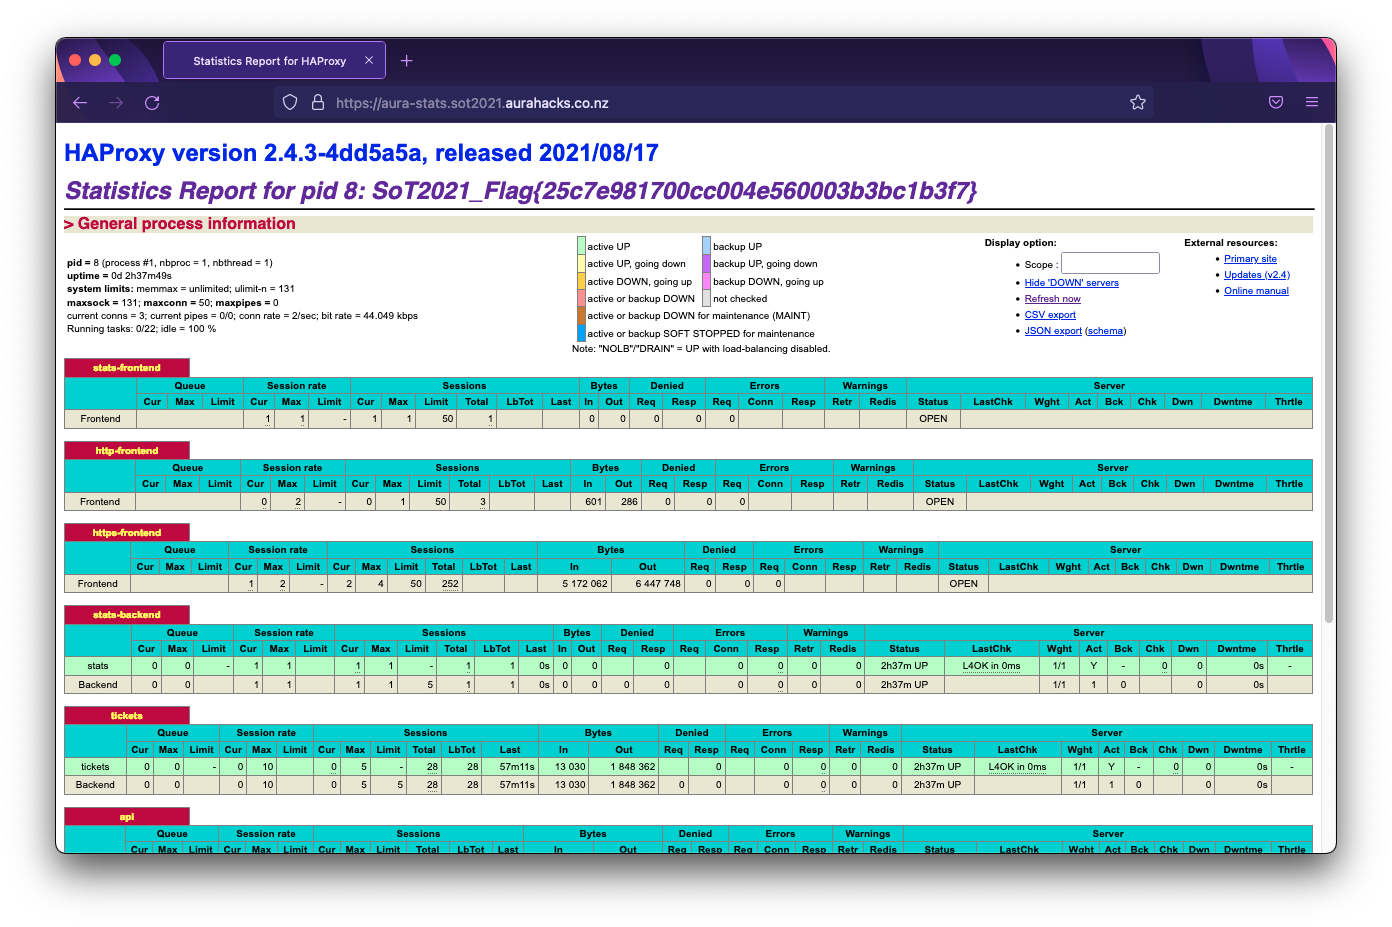 Statistics Report for HAProxy
https://aura-stats.sot2021.aurahacks.co.nz
HAProxy version 2.4.3-4dd5a5a, released 2021/08/17
Statistics Report for pid 8: SoT2021_Flag{25c7e981700cc004e560003b3bc1b3f7}
> General process information
pid = 8 (process #1, nbproc = 1, nbthread = 1)
uptime = 0d 2h37m49s
system limits: memmax = unlimited; ulimit-n = 131
maxsock = 131; maxconn = 50; maxpipes = 0
current conns = 3; current pipes = 0/0; conn rate = 2/sec; bit rate = 44.049 kbps
Running tasks: 0/22; idle = 100 %
active UP backup UP
active UP, going down backup UP, going down
active DOWN, going up backup DOWN, going up
active or backup DOWN not checked
active or backup DOWN for maintenance (MAINT)
active or backup SOFT STOPPED for maintenance
Note: "NOLB"/"DRAIN" = UP with load-balancing disabled.
Display option:
• Scope :
• Hide 'DOWN' servers
• Refresh now
• CSV export
• JSON export (schema)
External resources:
• Primary site
• Updates (v2.4)
• Online manual
stats-frontend
Queue Session rate Sessions Bytes Denied Errors Warnings Server
Cur Max Limit Cur Max Limit Cur Max Limit Total LbTot Last In Out Req Resp Req Conn Resp Retr Redis Status LastChk Wght Act Bck Chk Dwn Dwntme Thrtle
Frontend 1 1 - 1 1 50 1 0 0 0 0 0 OPEN
http-frontend
Queue Session rate Sessions Bytes Denied Errors Warnings Server
Cur Max Limit Cur Max Limit Cur Max Limit Total LbTot Last In Out Req Resp Req Conn Resp Retr Redis Status LastChk Wght Act Bck Chk Dwn Dwntme Thrtle
Frontend 0 2 - 0 1 50 3 601 286 0 0 0 OPEN
https-frontend
Queue Session rate Sessions Bytes Denied Errors Warnings Server
Cur Max Limit Cur Max Limit Cur Max Limit Total LbTot Last In Out Req Resp Req Conn Resp Retr Redis Status LastChk Wght Act Bck Chk Dwn Dwntme Thrtle
Frontend 1 2 - 2 4 50 252 5 172 062 6 447 748 0 0 0 OPEN
stats-backend
Queue Session rate Sessions Bytes Denied Errors Warnings Server
Cur Max Limit Cur Max Limit Cur Max Limit Total LbTot Last In Out Req Resp Req Conn Resp Retr Redis Status LastChk Wght Act Bck Chk Dwn Dwntme Thrtle
stats 0 0 - 1 1 1 1 - 1 1 0s 0 0 0 0 0 0 0 2h37m UP L4OK in 0ms 1/1 Y - 0 0 0s -
Backend 0 0 1 1 1 1 5 1 1 0s 0 0 0 0 0 0 0 0 2h37m UP 1/1 1 0 0 0s
tickets
Queue Session rate Sessions Bytes Denied Errors Warnings Server
Cur Max Limit Cur Max Limit Cur Max Limit Total LbTot Last In Out Req Resp Req Conn Resp Retr Redis Status LastChk Wght Act Bck Chk Dwn Dwntme Thrtle
tickets 0 0 - 0 10 0 5 - 28 28 57m11s 13 030 1 848 362 0 0 0 0 0 2h37m UP L4OK in 0ms 1/1 Y - 0 0 0s -
Backend 0 0 0 10 0 5 5 28 28 57m11s 13 030 1 848 362 0 0 0 0 0 0 2h37m UP 1/1 1 0 0 0s
api
Queue Session rate Sessions Bytes Denied Errors Warnings Server
Cur Max Limit Cur Max Limit Cur Max Limit Total LbTot Last In Out Req Resp Req Conn Resp Retr Redis Status LastChk Wght Act Bck Chk Dwn Dwntme Thrtle